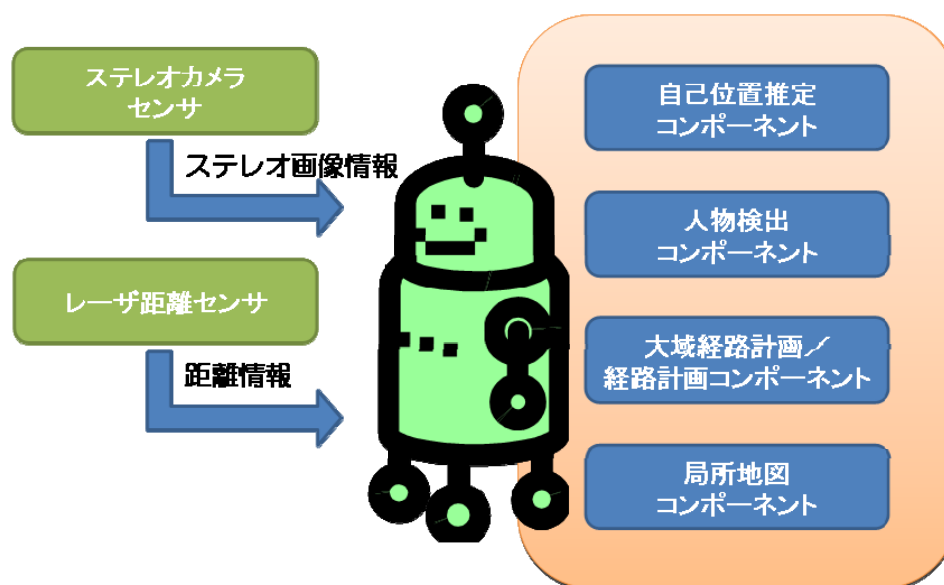 ステレオカメラ
センサ
ステレオ画像情報
レーザ距離センサ
距離情報
自己位置推定
コンポーネント
人物検出
コンポーネント
大域経路計画／
経路計画コンポーネント
局所地図
コンポーネント